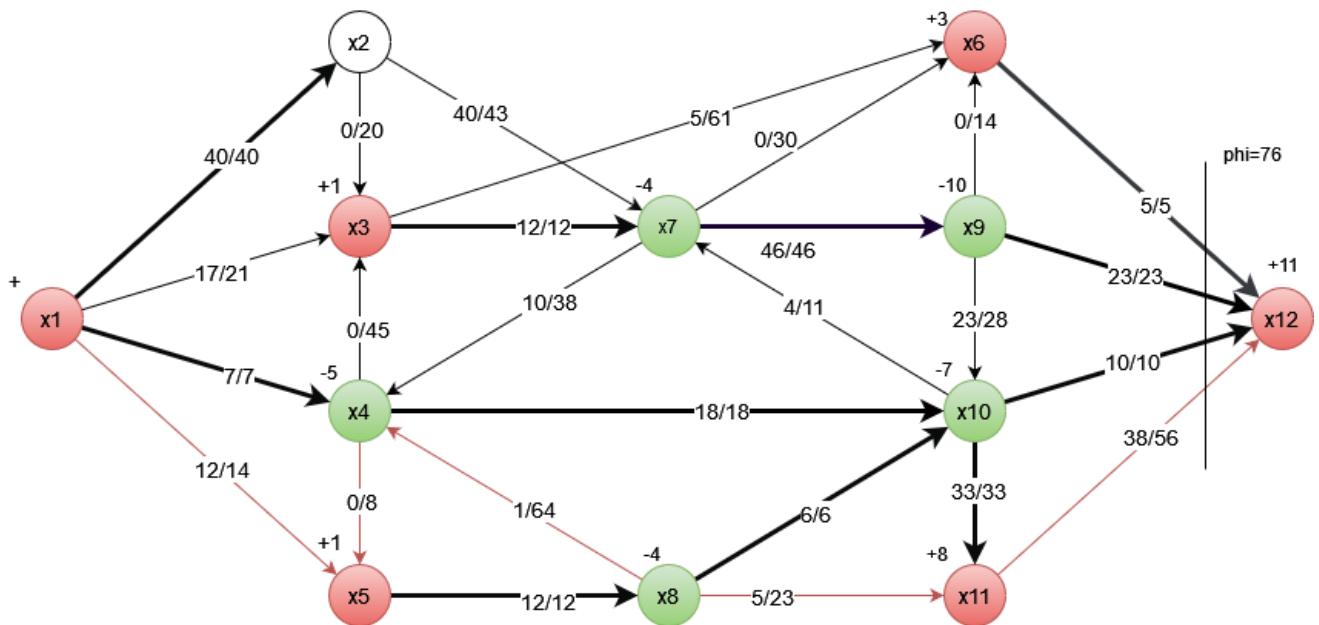 +3
x2
x6
40/43
5/61
0/20
0/14
0/30
40/40
phi=76
+1
-4
-10
5/5
x3
12/12
x7
x9
46/46
+11
17/21
23/23
+
10/38
4/11
x1
x12
0/45
23/28
7/7
-5
-7
10/10
x4
18/18
x10
38/56
12/14
0/8
33/33
1/64
6/6
+1
-4
+8
x5
12/12
x8
5/23
x11